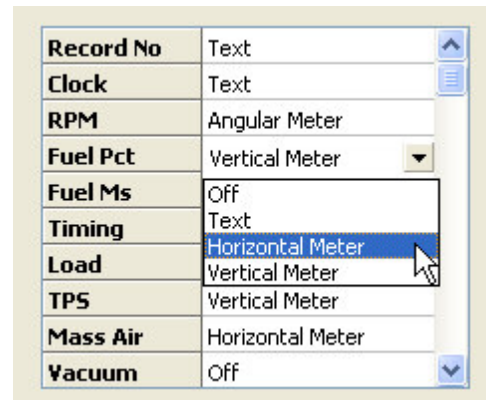 Record No Text
Clock Text
RPM Angular Meter
Fuel Pct Vertical Meter
Fuel Ms Off
Text
Timing Horizontal Meter
Load Vertical Meter
TPS Vertical Meter
Mass Air Horizontal Meter
Vacuum Off